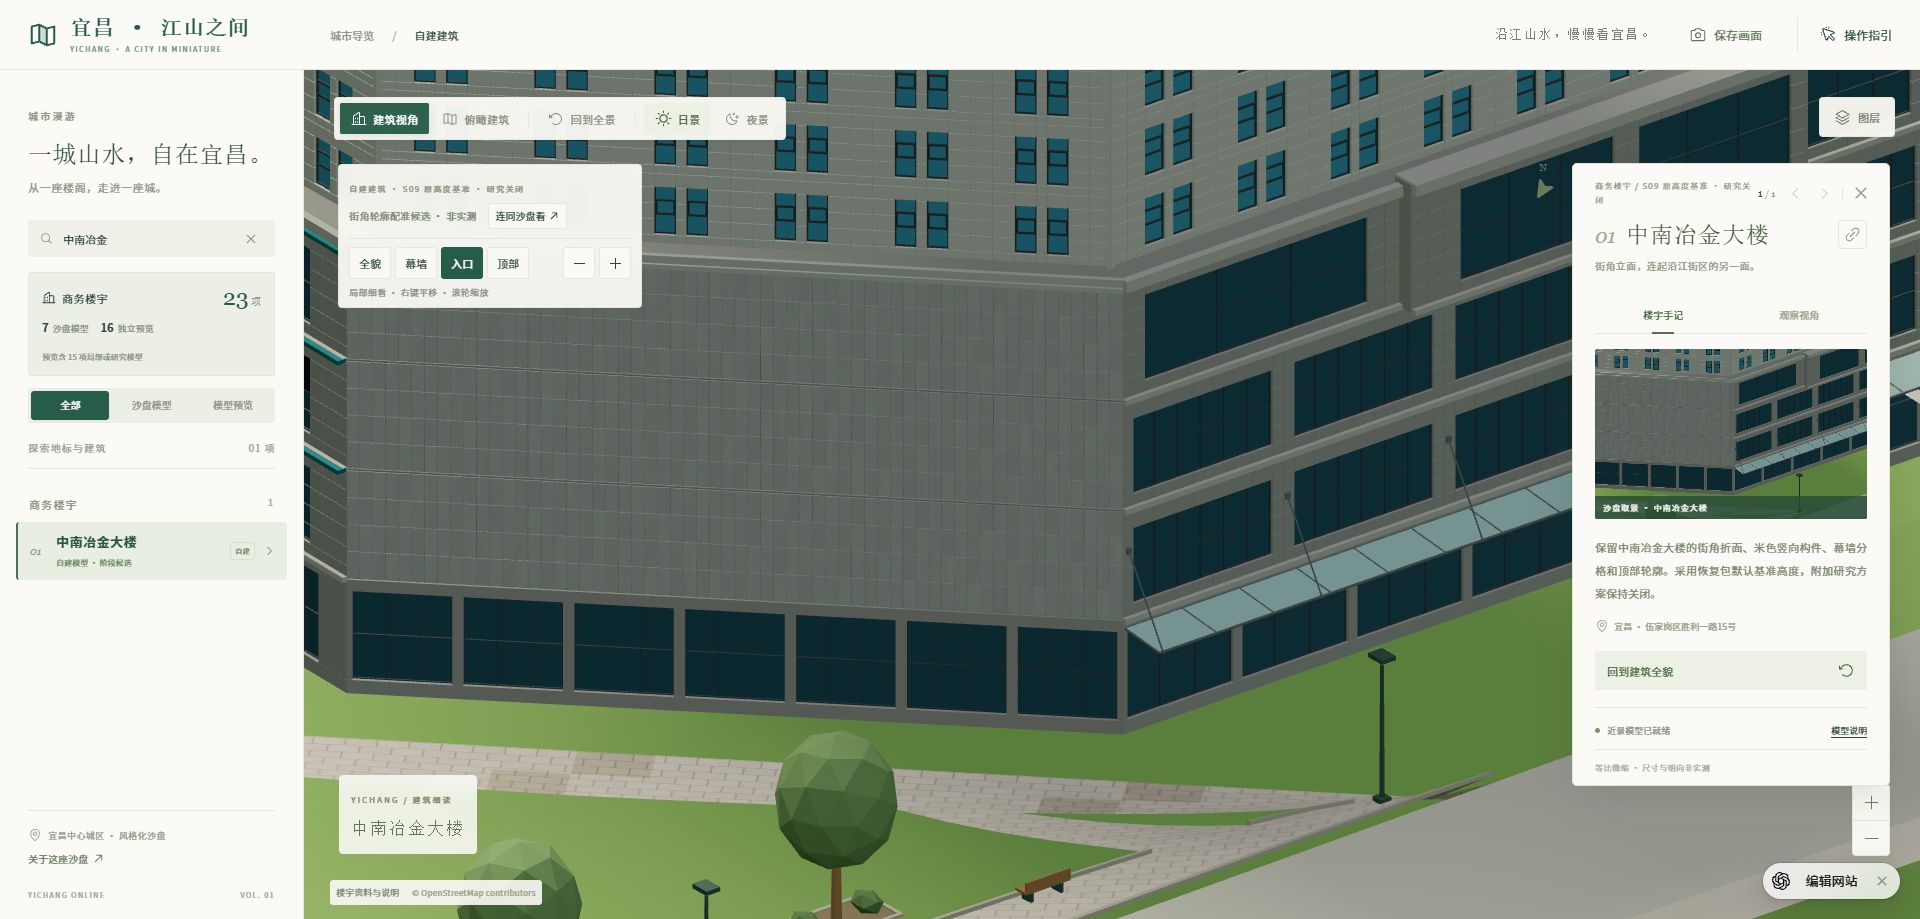 宜昌 · 江山之间
YICHANG · A CITY IN MINIATURE
城市导览 / 自建建筑
沿江山水，慢慢看宜昌。
保存画面
操作指引
城市漫游
一城山水，自在宜昌。
从一座楼阁，走进一座城。
中南冶金
商务楼宇
23 项
7 沙盘模型 16 独立预览
预览含 15 项局部或研究模型
全部 沙盘模型 模型预览
探索地标与建筑 01 项
商务楼宇 1
01 中南冶金大楼 自建
自建模型 · 阶段候选
宜昌中心城区 · 风格化沙盘
关于这座沙盘
YICHANG ONLINE VOL. 01
建筑视角 俯瞰建筑 回到全景 日景 夜景
自建建筑 · S09 原高度基准 · 研究关闭
街角轮廓配准候选 · 非实测 连同沙盘看
全貌 幕墙 入口 顶部
局部细看 · 右键平移 · 滚轮缩放
图层
N
商务楼宇 / S09 原高度基准 · 研究关闭
1 / 1
01 中南冶金大楼
街角立面，连起沿江街区的另一面。
楼宇手记 观察视角
沙盘取景 · 中南冶金大楼
保留中南冶金大楼的街角折面、米色竖向构件、幕墙分
格和顶部轮廓。采用恢复包默认基准高度，附加研究方
案保持关闭。
宜昌 · 伍家岗区胜利一路15号
回到建筑全貌
近景模型已就绪 模型说明
等比微缩 · 尺寸与朝向非实测
YICHANG / 建筑细读
中南冶金大楼
楼宇资料与说明 © OpenStreetMap contributors
编辑网站